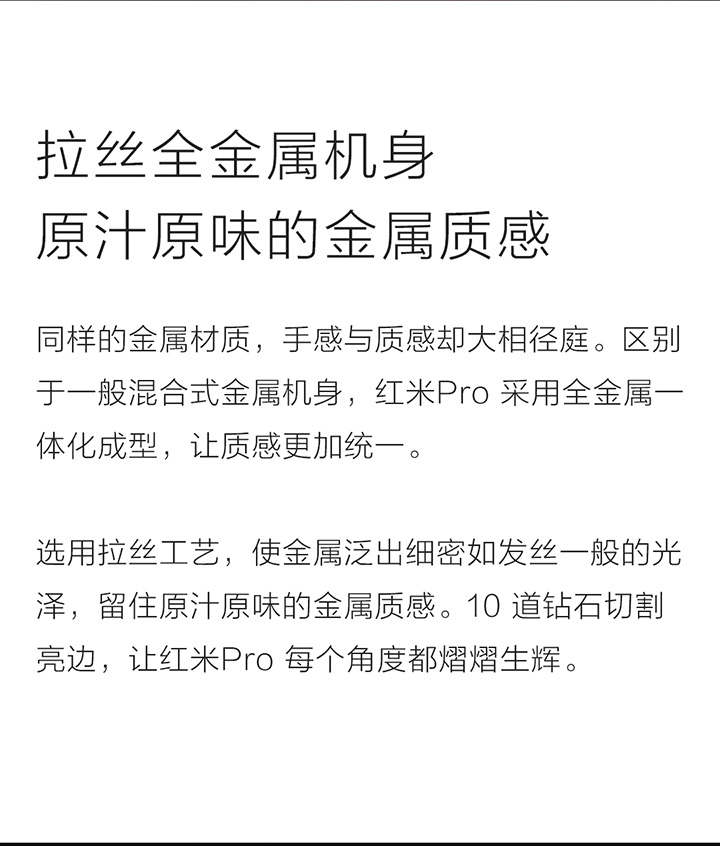 拉丝全金属机身
原汁原味的金属质感
同样的金属材质，手感与质感却大相径庭。区别
于一般混合式金属机身，红米Pro 采用全金属一
体化成型，让质感更加统一。
选用拉丝工艺，使金属泛出细密如发丝一般的光
泽，留住原汁原味的金属质感。10 道钻石切割
亮边，让红米Pro 每个角度都熠熠生辉。